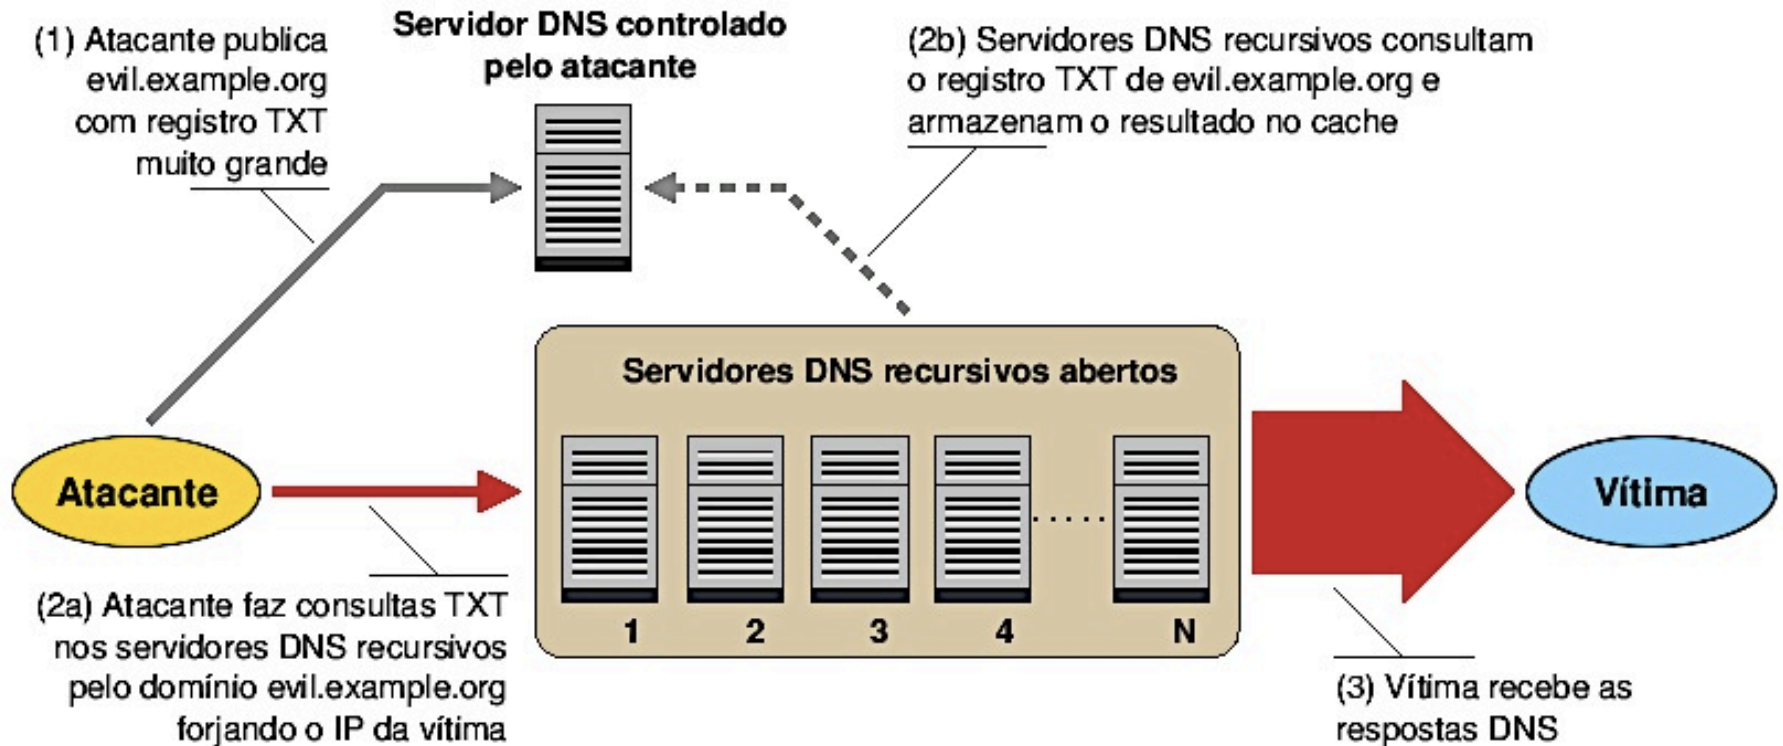 (1) Atacante publica
evil.example.org
com registro TXT
muito grande
Servidor DNS controlado
pelo atacante
(2b) Servidores DNS recursivos consultam
o registro TXT de evil.example.org e
armazenam o resultado no cache
Servidores DNS recursivos abertos
Atacante
1 2 3 4 ..... N
Vítima
(2a) Atacante faz consultas TXT
nos servidores DNS recursivos
pelo domínio evil.example.org
forjando o IP da vítima
(3) Vítima recebe as
respostas DNS